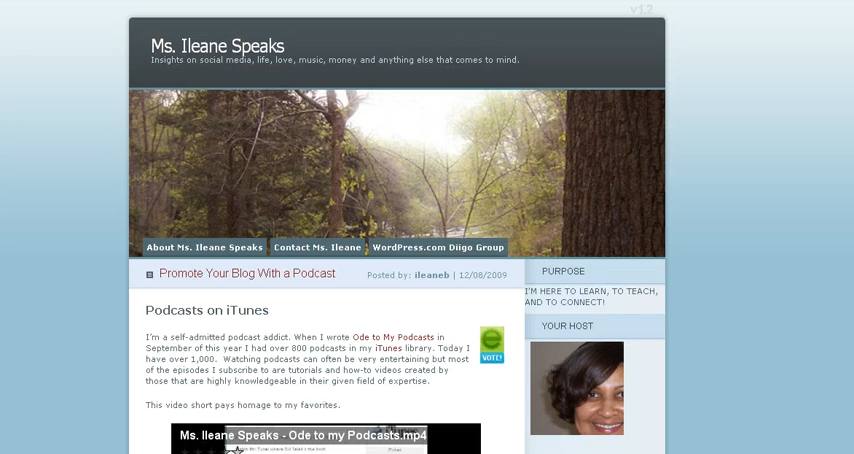 v1.2
Ms. Ileane Speaks
Insights on social media, life, love, music, money and anything else that comes to mind.
About Ms. Ileane Speaks
Contact Ms. Ileane
WordPress.com Diigo Group
Promote Your Blog With a Podcast
Posted by: ileaneb | 12/08/2009
Podcasts on iTunes
I'm a self-admitted podcast addict. When I wrote Ode to My Podcasts in
September of this year I had over 800 podcasts in my iTunes library. Today I
have over 1,000. Watching podcasts can often be very entertaining but most
of the episodes I subscribe to are tutorials and how-to videos created by
those that are highly knowledgeable in their given field of expertise.
e
VOTE!
This video short pays homage to my favorites.
Ms. Ileane Speaks - Ode to my Podcasts.mp4
PURPOSE
I'M HERE TO LEARN, TO TEACH,
AND TO CONNECT!
YOUR HOST